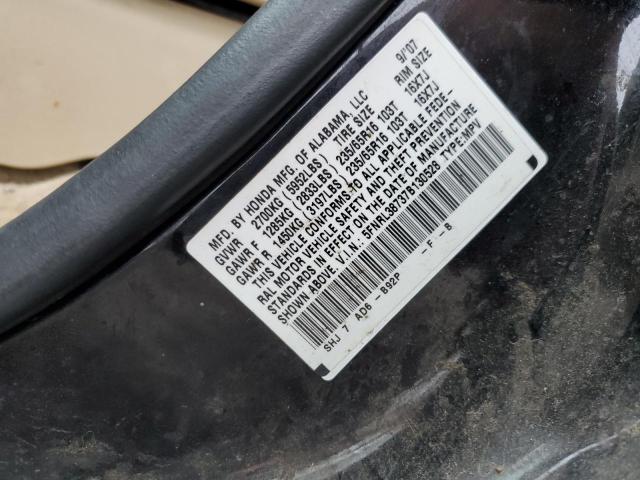 MFD. BY HONDA MFG. OF ALABAMA, LLC 9/'07
GVWR 2700KG (5952LBS) TIRE SIZE RIM SIZE
GAWR F 1285KG (2833LBS) 235/65R16 103T 16X7J
GAWR R 1450KG (3197LBS) 235/65R16 103T 16X7J
THIS VEHICLE CONFORMS TO ALL APPLICABLE FEDE-
RAL MOTOR VEHICLE SAFETY AND THEFT PREVENTION
STANDARDS IN EFFECT ON THE DATE OF MANUFACTURE
SHOWN ABOVE. V.I.N.: 5FNRL38737B130528 TYPE:MPV
SHJ 7 AD6 -B92P -F -B